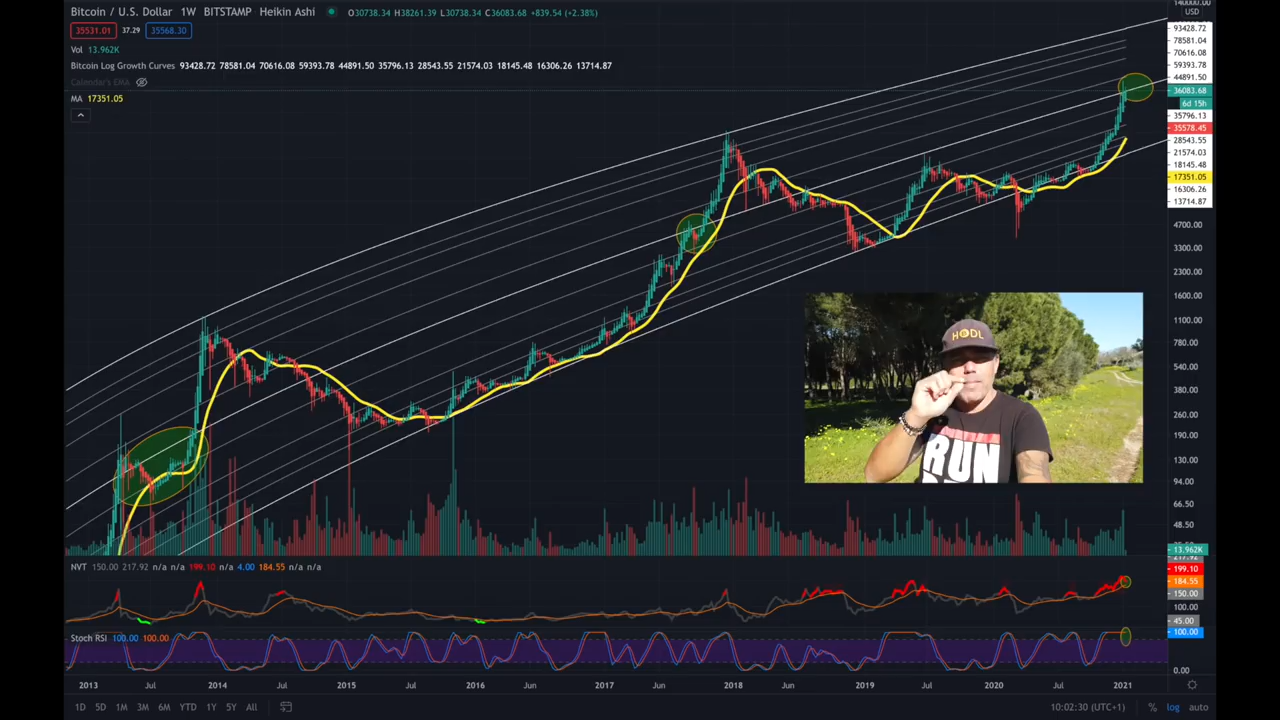 Bitcoin / U.S. Dollar 1W BITSTAMP Heikin Ashi O30738.34 H38261.39 L30738.34 C36083.68 +839.54 (+2.38%)
35531.01 37.29 35568.30
Vol 13.962K
Bitcoin Log Growth Curves 93428.72 78581.04 70616.08 59393.78 44891.50 35796.13 28543.55 21574.03 18145.48 16306.26 13714.87
Calendar's EMA
MA 17351.05
140000.00
USD
93428.72
78581.04
70616.08
59393.78
44891.50
36083.68
6d 15h
35796.13
35578.45
28543.55
21574.03
18145.48
17351.05
16306.26
13714.87
4700.00
3300.00
2300.00
1600.00
1100.00
780.00
540.00
380.00
260.00
190.00
130.00
94.00
66.50
48.50
13.962K
HODL
RUN
NVT 150.00 217.92 n/a n/a 199.10 n/a 4.00 184.55 n/a n/a
217.92
199.10
184.55
150.00
100.00
45.00
Stoch RSI 100.00 100.00
100.00
0.00
2013 Jul 2014 Jul 2015 Jul 2016 Jun 2017 Jun 2018 Jun 2019 Jul 2020 Jul 2021
1D 5D 1M 3M 6M YTD 1Y 5Y All 10:02:30 (UTC+1) % log auto